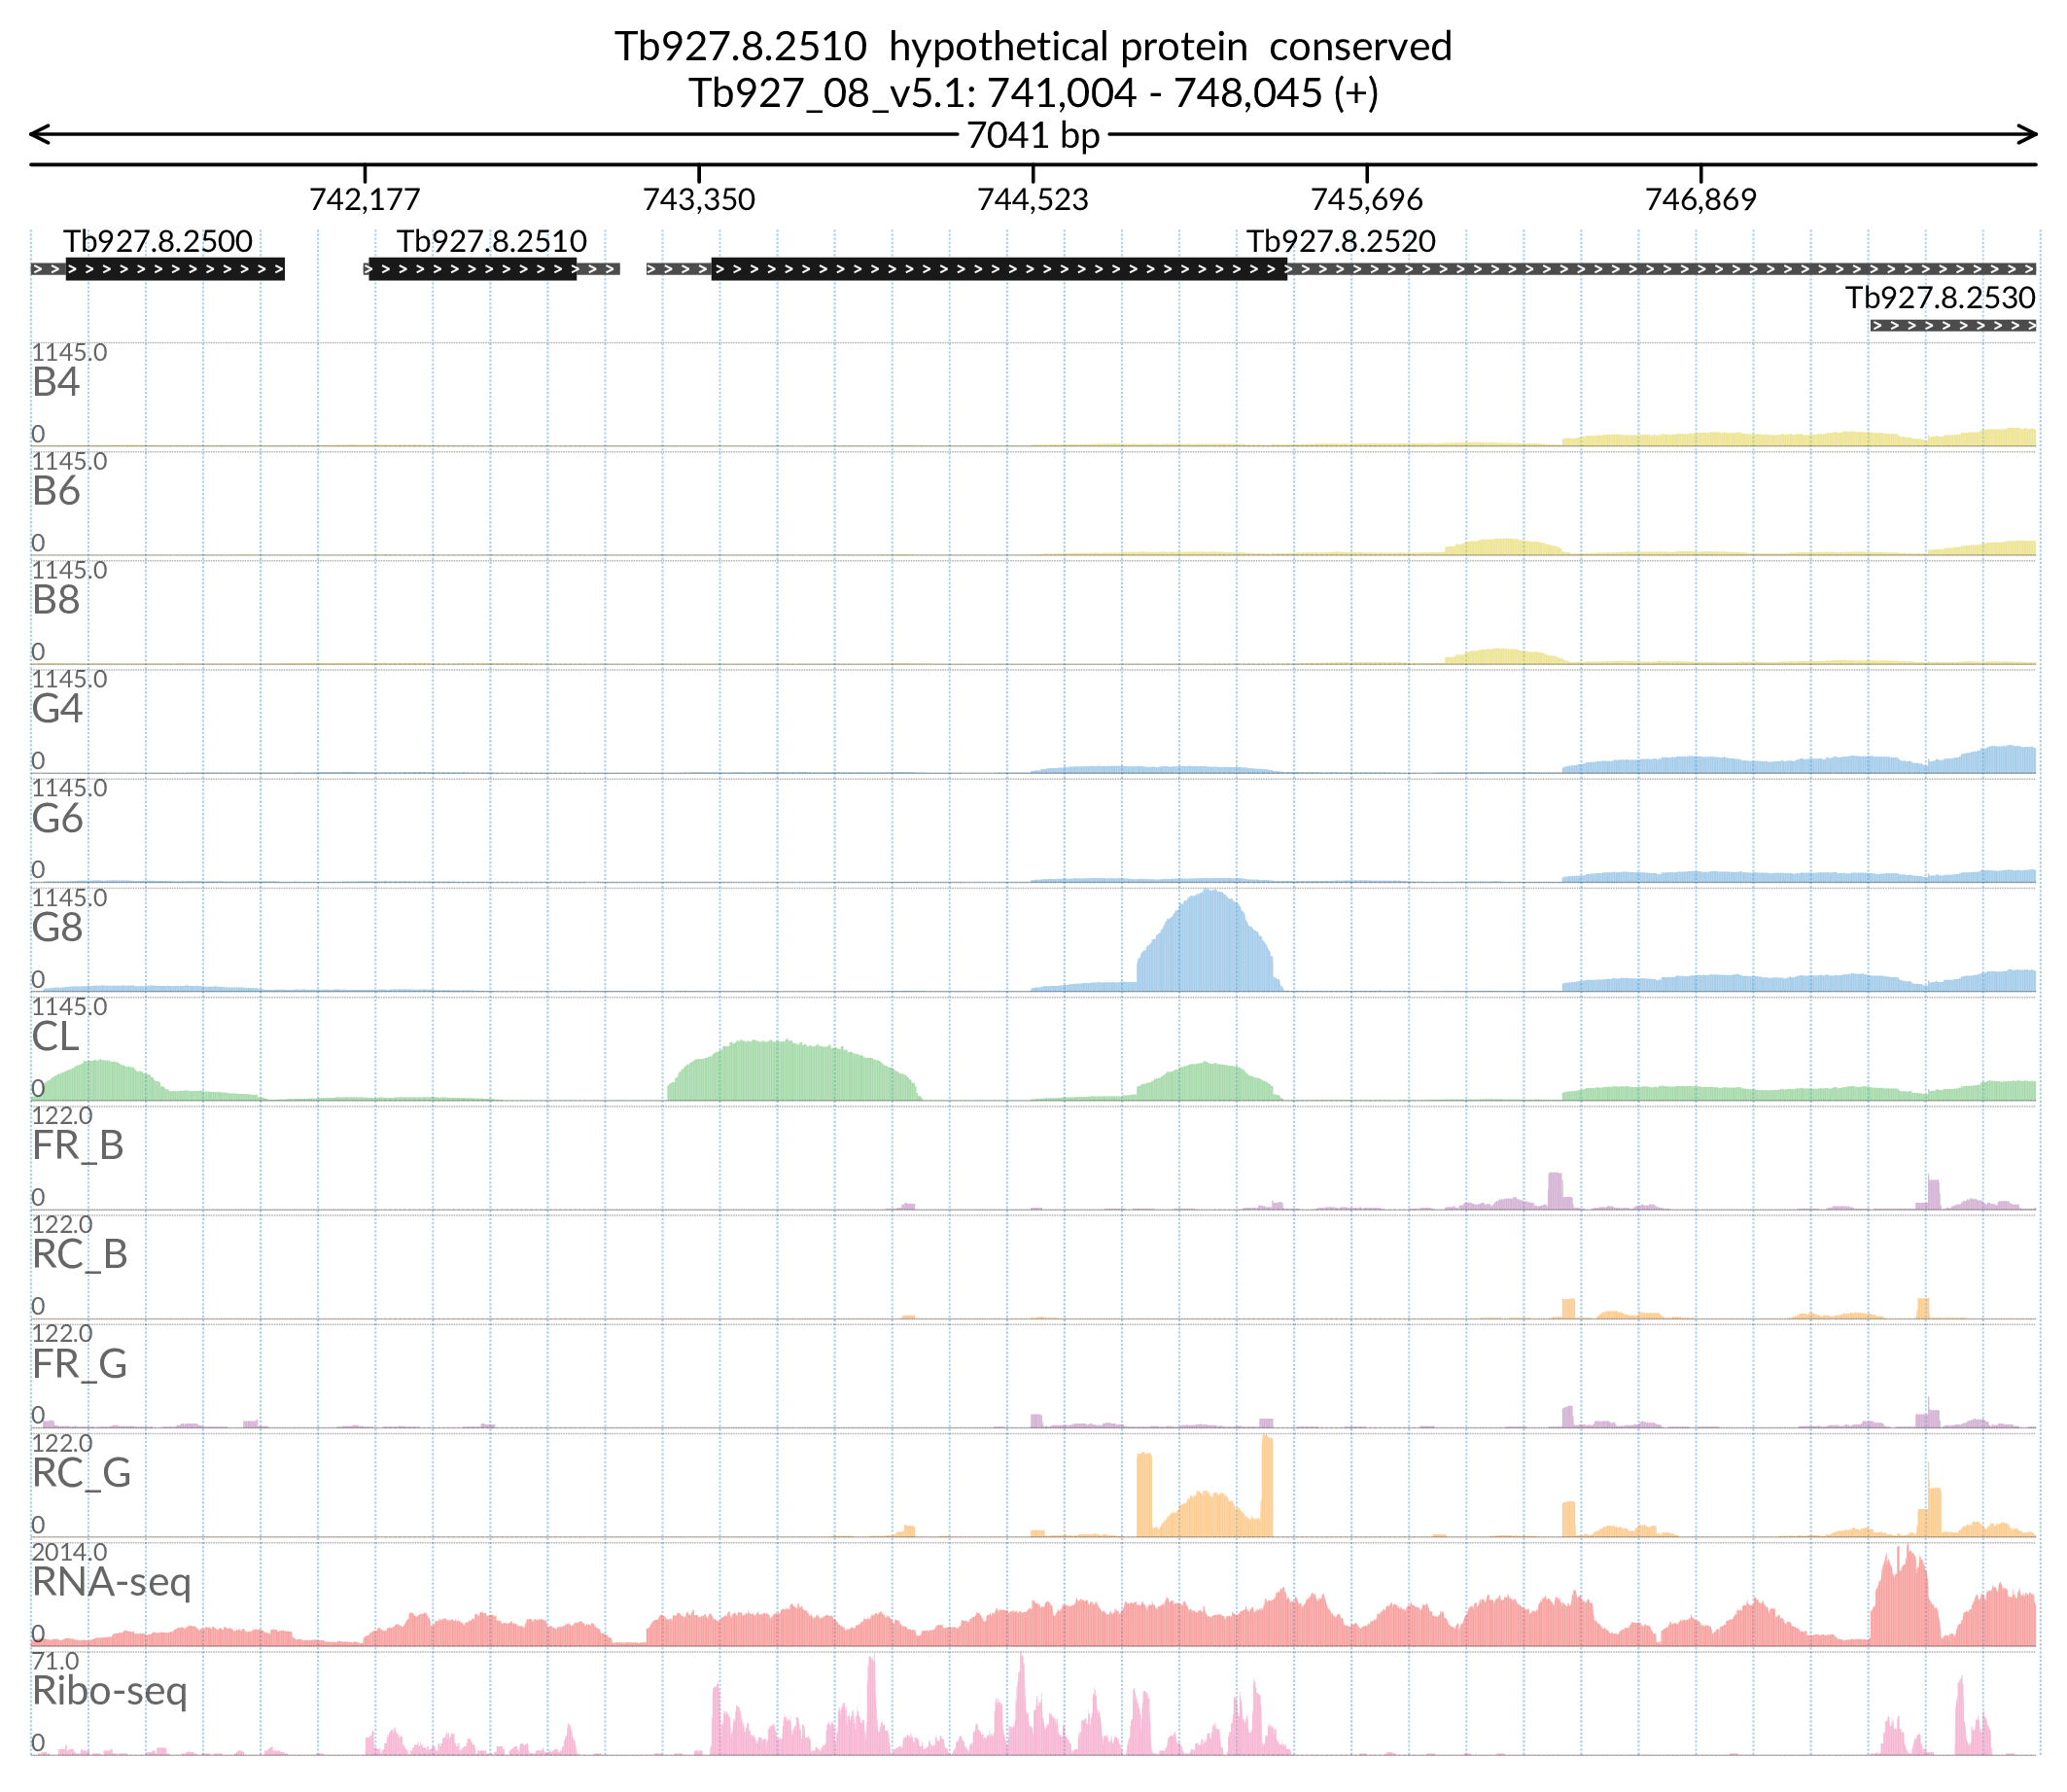 Tb927.8.2510  hypothetical protein  conserved
Tb927_08_v5.1: 741,004 - 748,045 (+)
7041 bp
742,177 743,350 744,523 745,696 746,869
Tb927.8.2500 Tb927.8.2510 Tb927.8.2520
Tb927.8.2530
1145.0
B4
0
1145.0
B6
0
1145.0
B8
0
1145.0
G4
0
1145.0
G6
0
1145.0
G8
0
1145.0
CL
0
122.0
FR_B
0
122.0
RC_B
0
122.0
FR_G
0
122.0
RC_G
0
2014.0
RNA-seq
0
71.0
Ribo-seq
0